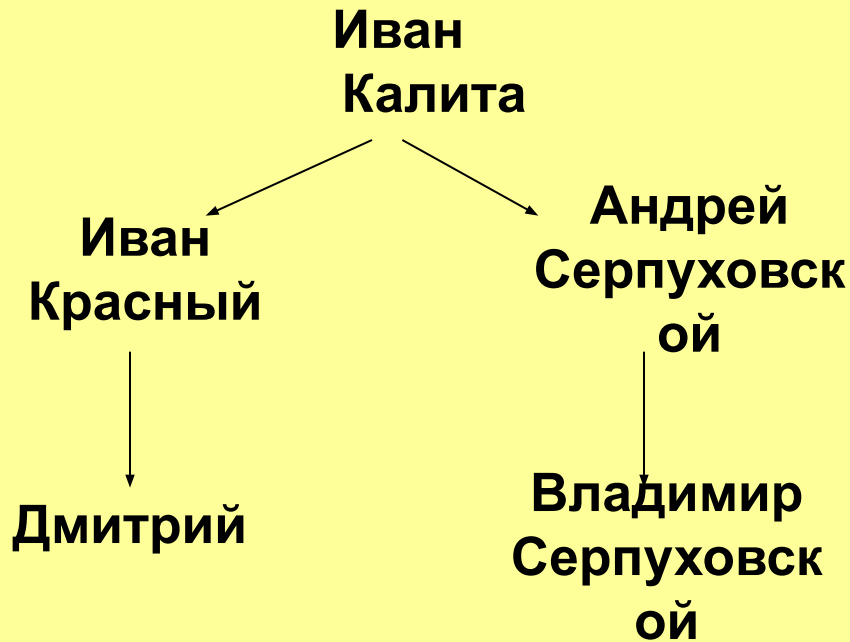 Иван
Калита
Иван
Красный
Андрей
Серпуховск
ой
Дмитрий
Владимир
Серпуховск
ой